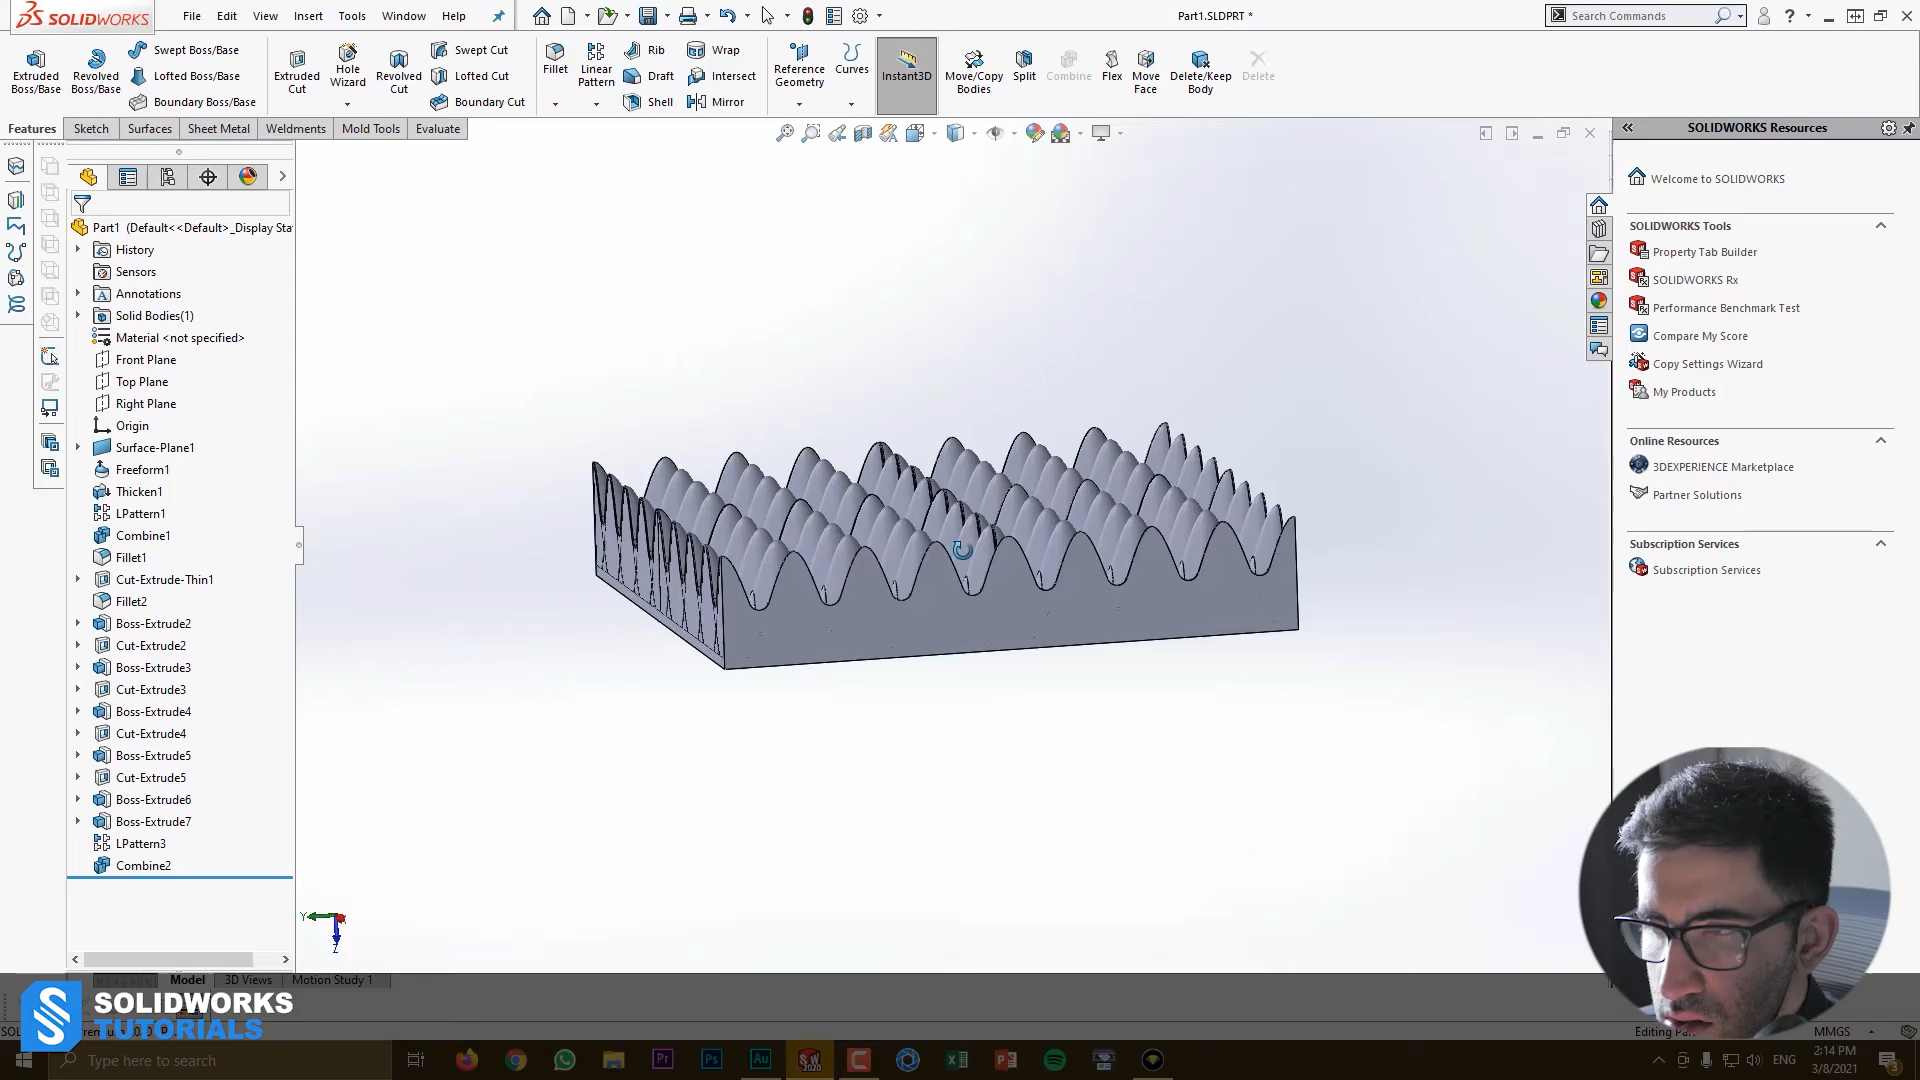 SOLIDWORKS
File Edit View Insert Tools Window Help
Part1.SLDPRT *
Search Commands
Extruded Boss/Base
Revolved Boss/Base
Swept Boss/Base
Lofted Boss/Base
Boundary Boss/Base
Extruded Cut
Hole Wizard
Revolved Cut
Swept Cut
Lofted Cut
Boundary Cut
Fillet
Linear Pattern
Rib
Draft
Shell
Wrap
Intersect
Mirror
Reference Geometry
Curves
Instant3D
Move/Copy Bodies
Split
Combine
Flex
Move Face
Delete/Keep Body
Delete
Features Sketch Surfaces Sheet Metal Weldments Mold Tools Evaluate
Part1 (Default<<Default>_Display Sta
History
Sensors
Annotations
Solid Bodies(1)
Material <not specified>
Front Plane
Top Plane
Right Plane
Origin
Surface-Plane1
Freeform1
Thicken1
LPattern1
Combine1
Fillet1
Cut-Extrude-Thin1
Fillet2
Boss-Extrude2
Cut-Extrude2
Boss-Extrude3
Cut-Extrude3
Boss-Extrude4
Cut-Extrude4
Boss-Extrude5
Cut-Extrude5
Boss-Extrude6
Boss-Extrude7
LPattern3
Combine2
Y
Z
SOLIDWORKS Resources
Welcome to SOLIDWORKS
SOLIDWORKS Tools
Property Tab Builder
SOLIDWORKS Rx
Performance Benchmark Test
Compare My Score
Copy Settings Wizard
My Products
Online Resources
3DEXPERIENCE Marketplace
Partner Solutions
Subscription Services
Subscription Services
Model 3D Views Motion Study 1
SOLIDWORKS
TUTORIALS
MMGS
Type here to search
ENG
2:14 PM
3/8/2021